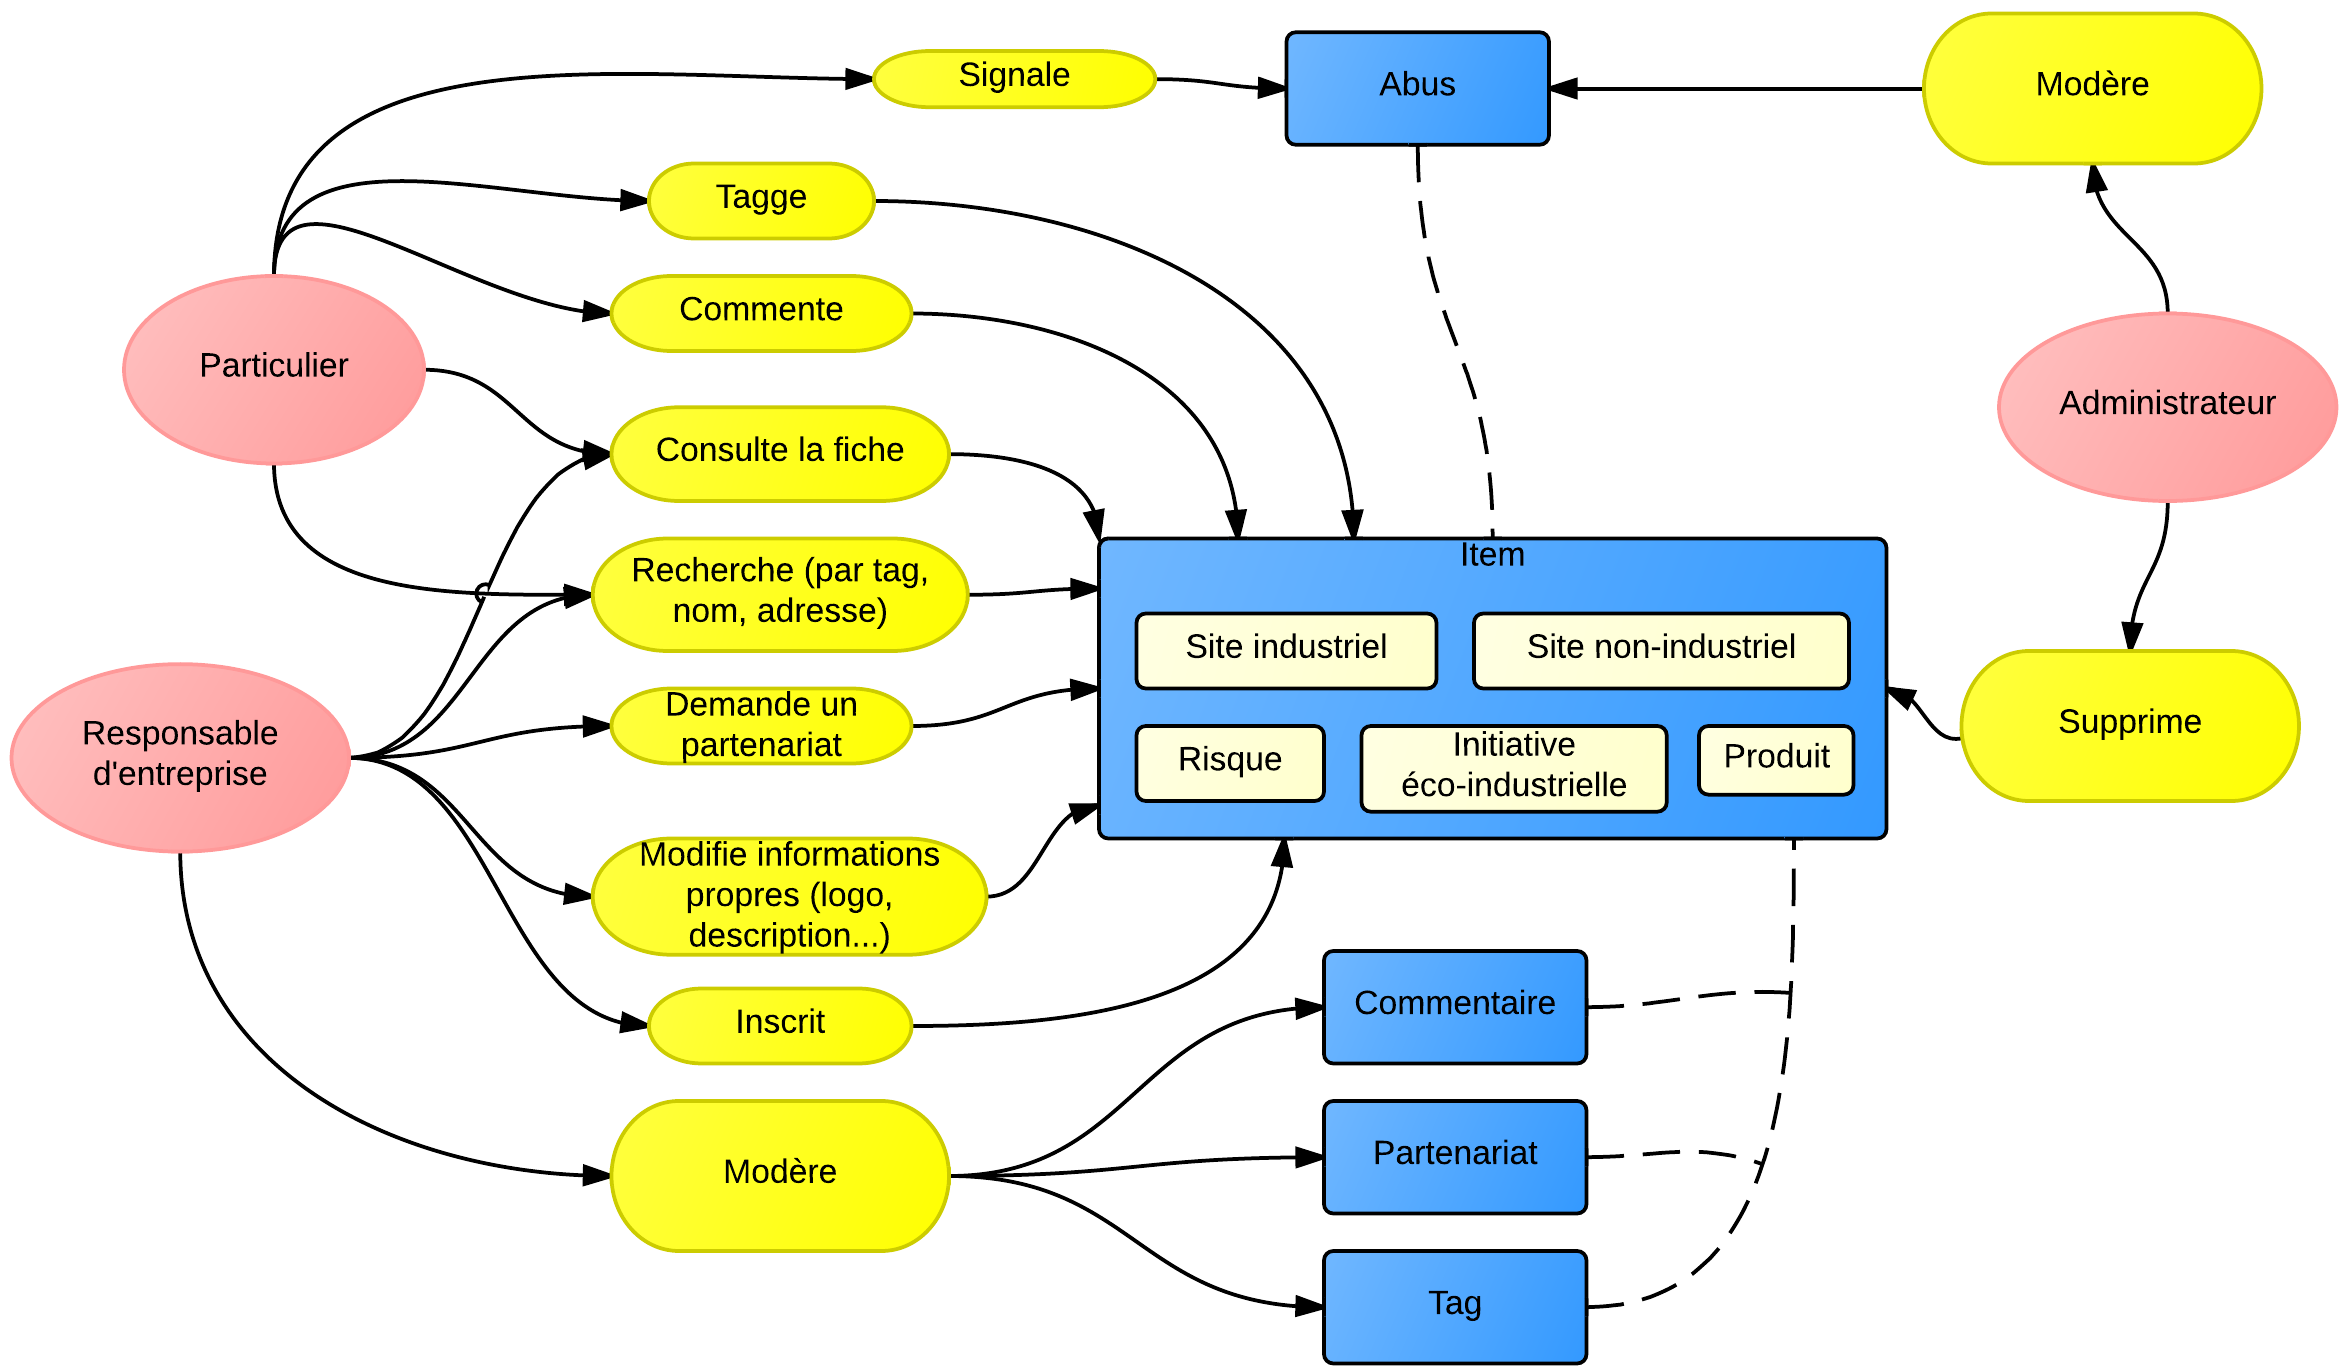 Signale
Abus
Modère
Tagge
Commente
Particulier
Administrateur
Consulte la fiche
Item
Recherche (par tag,
nom, adresse)
Site industriel
Site non-industriel
Demande un
partenariat
Responsable
d'entreprise
Risque
Initiative
éco-industrielle
Produit
Supprime
Modifie informations
propres (logo,
description...)
Inscrit
Commentaire
Modère
Partenariat
Tag